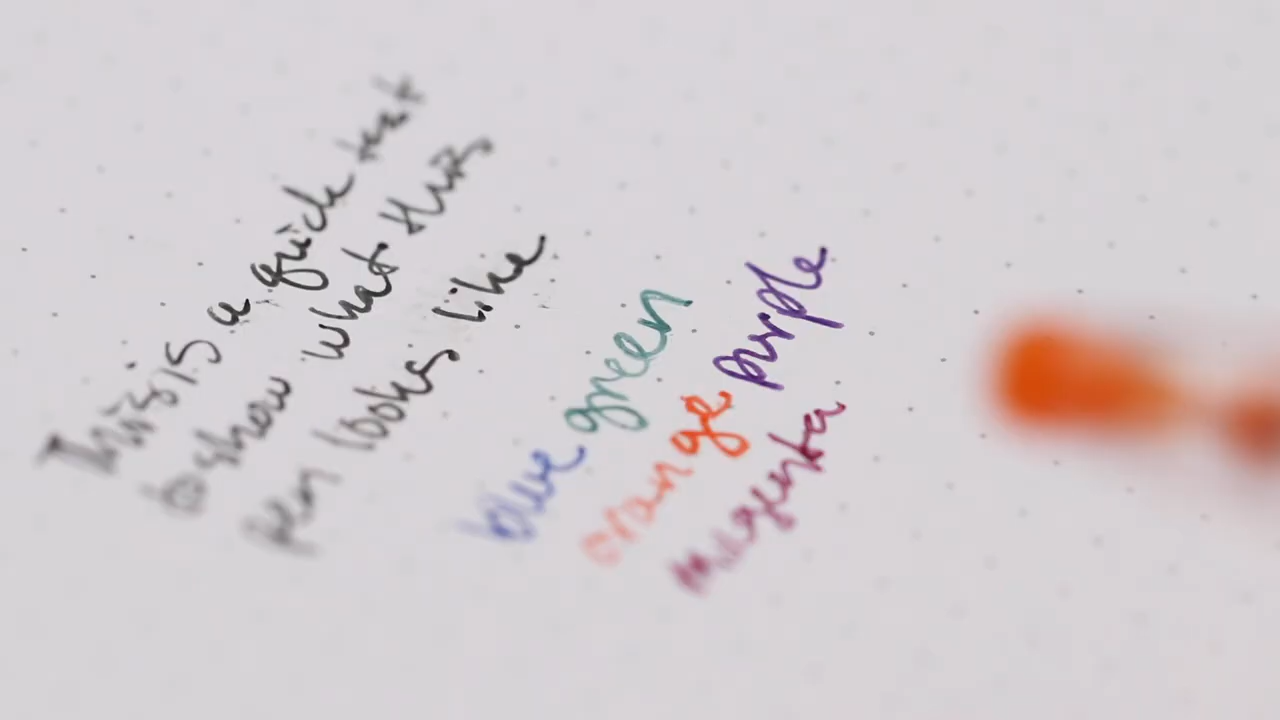 This is a quick test
to show what this
pen looks like
blue green
orange purple
magenta